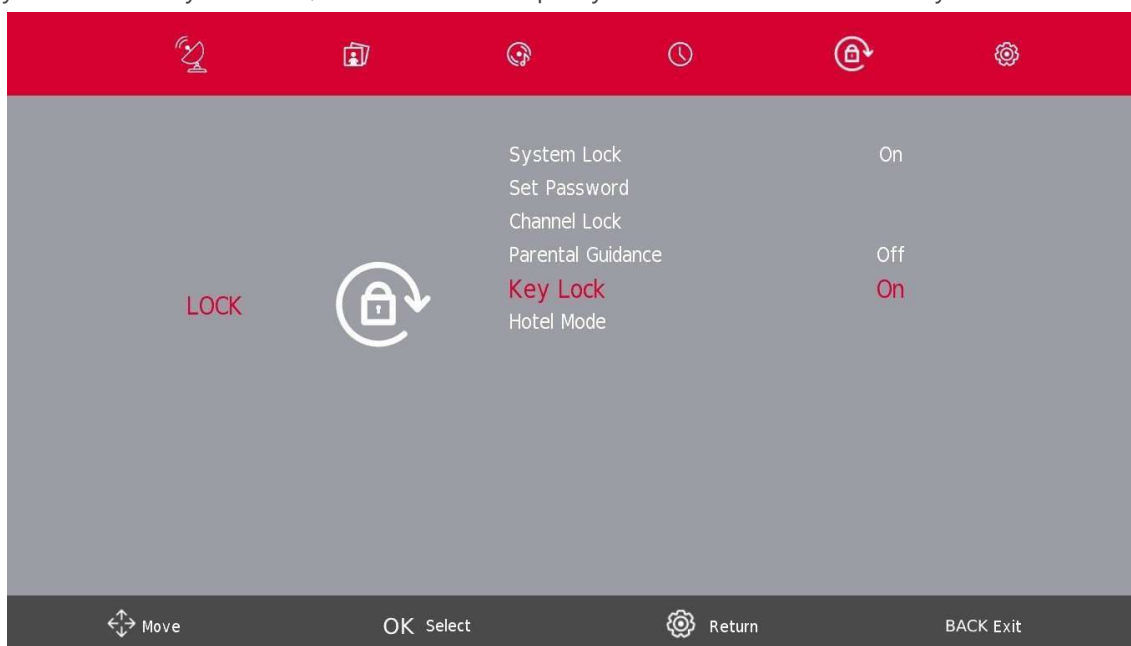 System Lock On
Set Password
Channel Lock
Parental Guidance Off
Key Lock On
Hotel Mode
LOCK
Move OK Select Return BACK Exit